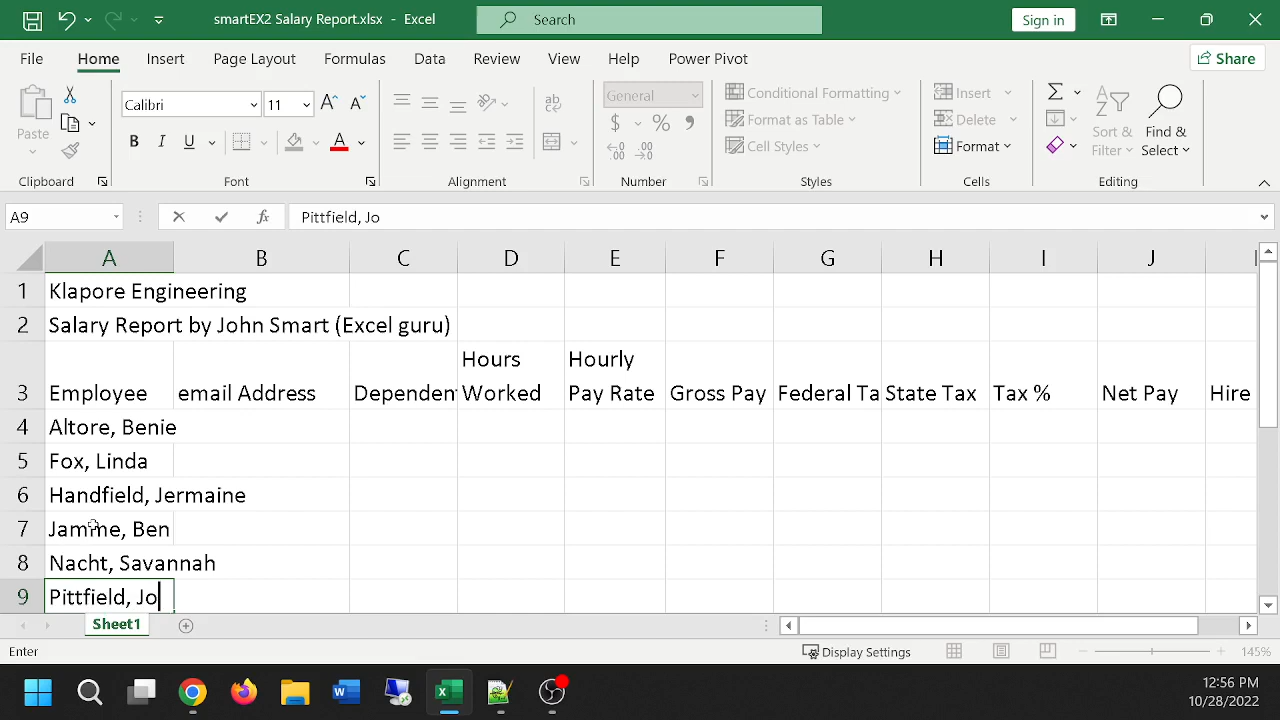 smartEX2 Salary Report.xlsx - Excel
Search
Sign in
File Home Insert Page Layout Formulas Data Review View Help Power Pivot
Share
Paste
Calibri 11
B I U A
ab
General
$ % 9
Conditional Formatting
Format as Table
Cell Styles
Insert
Delete
Format
Sort & Filter
Find & Select
Clipboard Font Alignment Number Styles Cells Editing
A9 fx Pittfield, Jo
A B C D E F G H I J
1 Klapore Engineering
2 Salary Report by John Smart (Excel guru)
Hours Hourly
3 Employee email Address Dependen Worked Pay Rate Gross Pay Federal Ta State Tax Tax % Net Pay Hire
4 Altore, Benie
5 Fox, Linda
6 Handfield, Jermaine
7 Jamme, Ben
8 Nacht, Savannah
9 Pittfield, Jo
Sheet1
Enter
Display Settings
145%
12:56 PM
10/28/2022